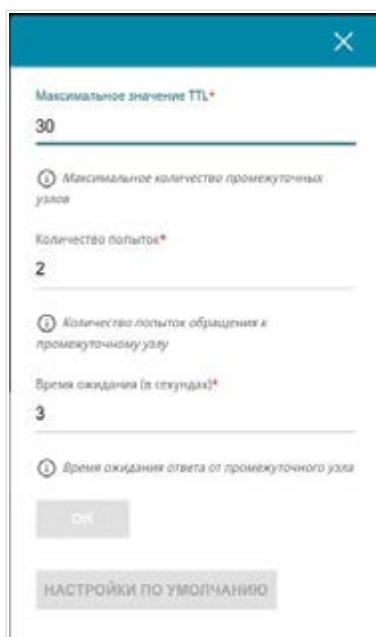 Максимальное значение TTL*
30
Максимальное количество промежуточных
узлов
Количество попыток*
2
Количество попыток обращения к
промежуточному узлу
Время ожидания (в секундах)*
3
Время ожидания ответа от промежуточного узла
OK
НАСТРОЙКИ ПО УМОЛЧАНИЮ